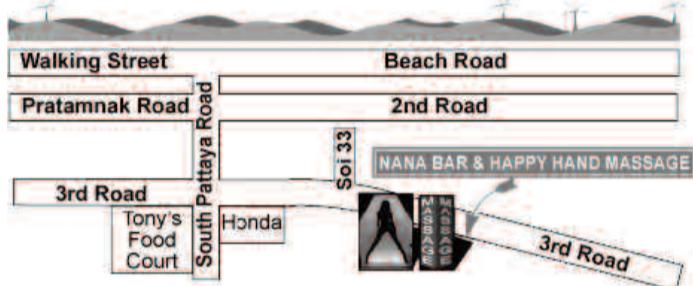 Walking Street
Beach Road
Pratamnak Road
2nd Road
South Pattaya Road
Soi 33
NANA BAR & HAPPY HAND MASSAGE
3rd Road
Tony's
Food
Court
Honda
MASSAGE
MASSAGE
3rd Road